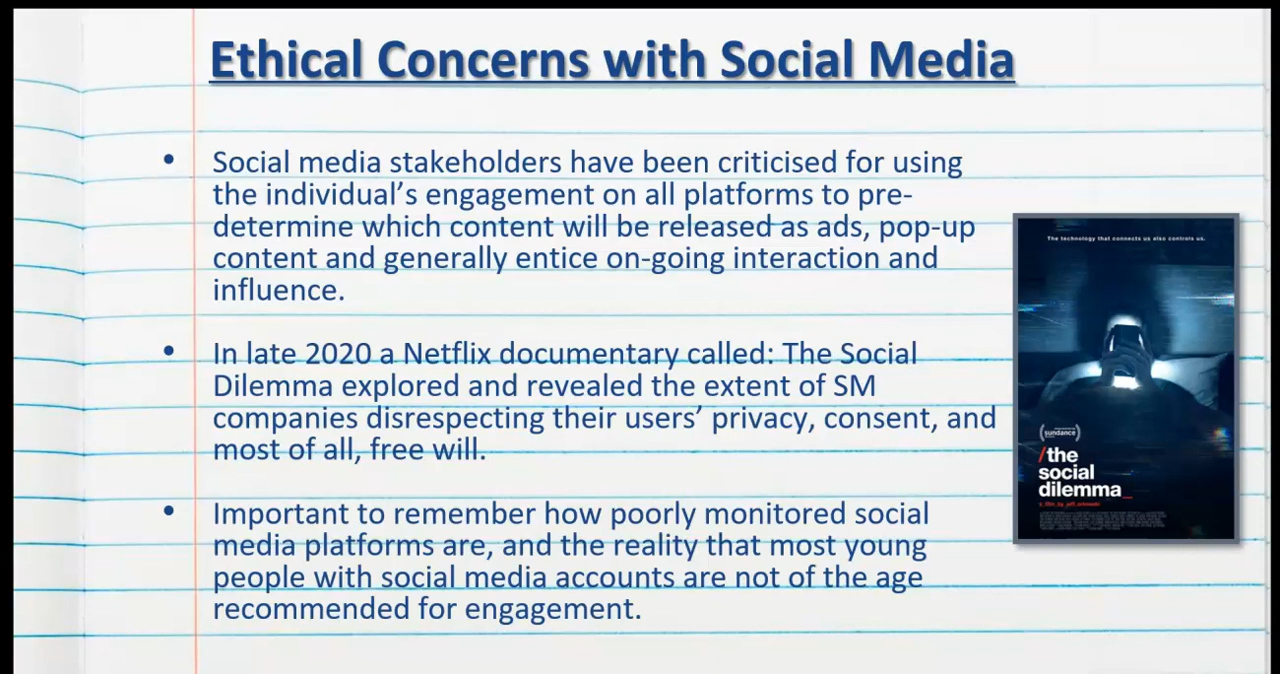 Ethical Concerns with Social Media
• Social media stakeholders have been criticised for using
the individual’s engagement on all platforms to pre-
determine which content will be released as ads, pop-up
content and generally entice on-going interaction and
influence.
• In late 2020 a Netflix documentary called: The Social
Dilemma explored and revealed the extent of SM
companies disrespecting their users’ privacy, consent, and
most of all, free will.
• Important to remember how poorly monitored social
media platforms are, and the reality that most young
people with social media accounts are not of the age
recommended for engagement.
The technology that connects us also controls us.
sundance
/the
social
dilemma_